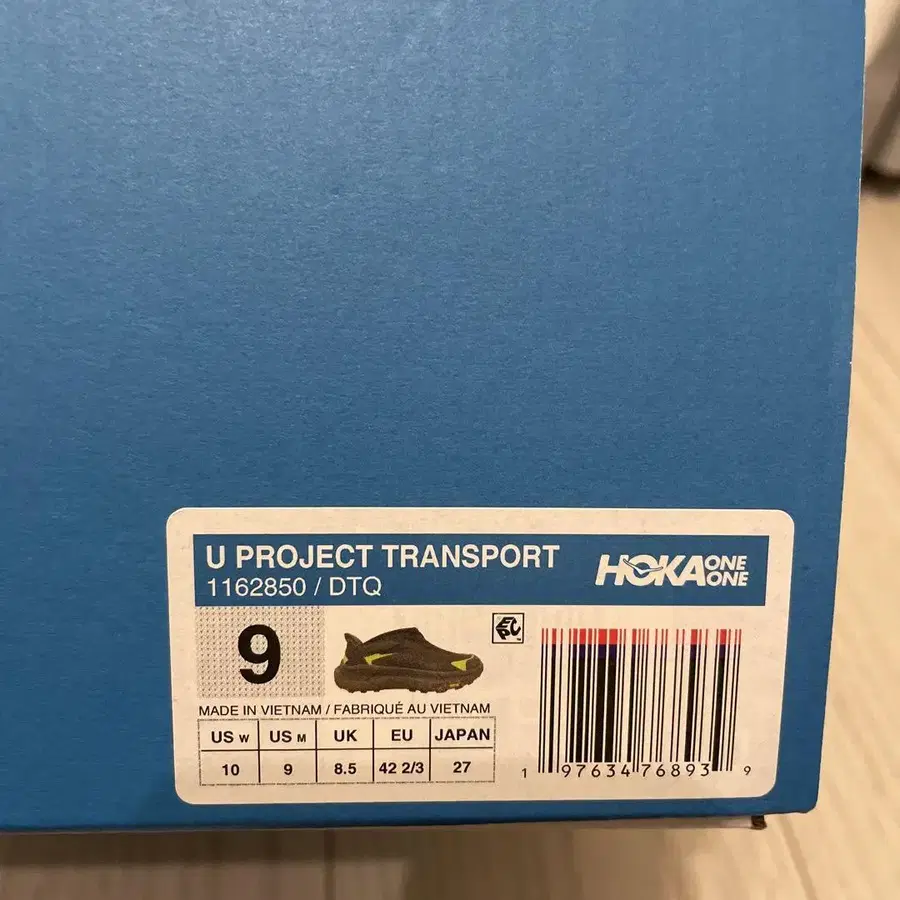 U PROJECT TRANSPORT
1162850 / DTQ
HOKA ONE ONE
9
EPC
MADE IN VIETNAM / FABRIQUÉ AU VIETNAM
US W US M UK EU JAPAN
10 9 8.5 42 2/3 27
1 97634 76893 9